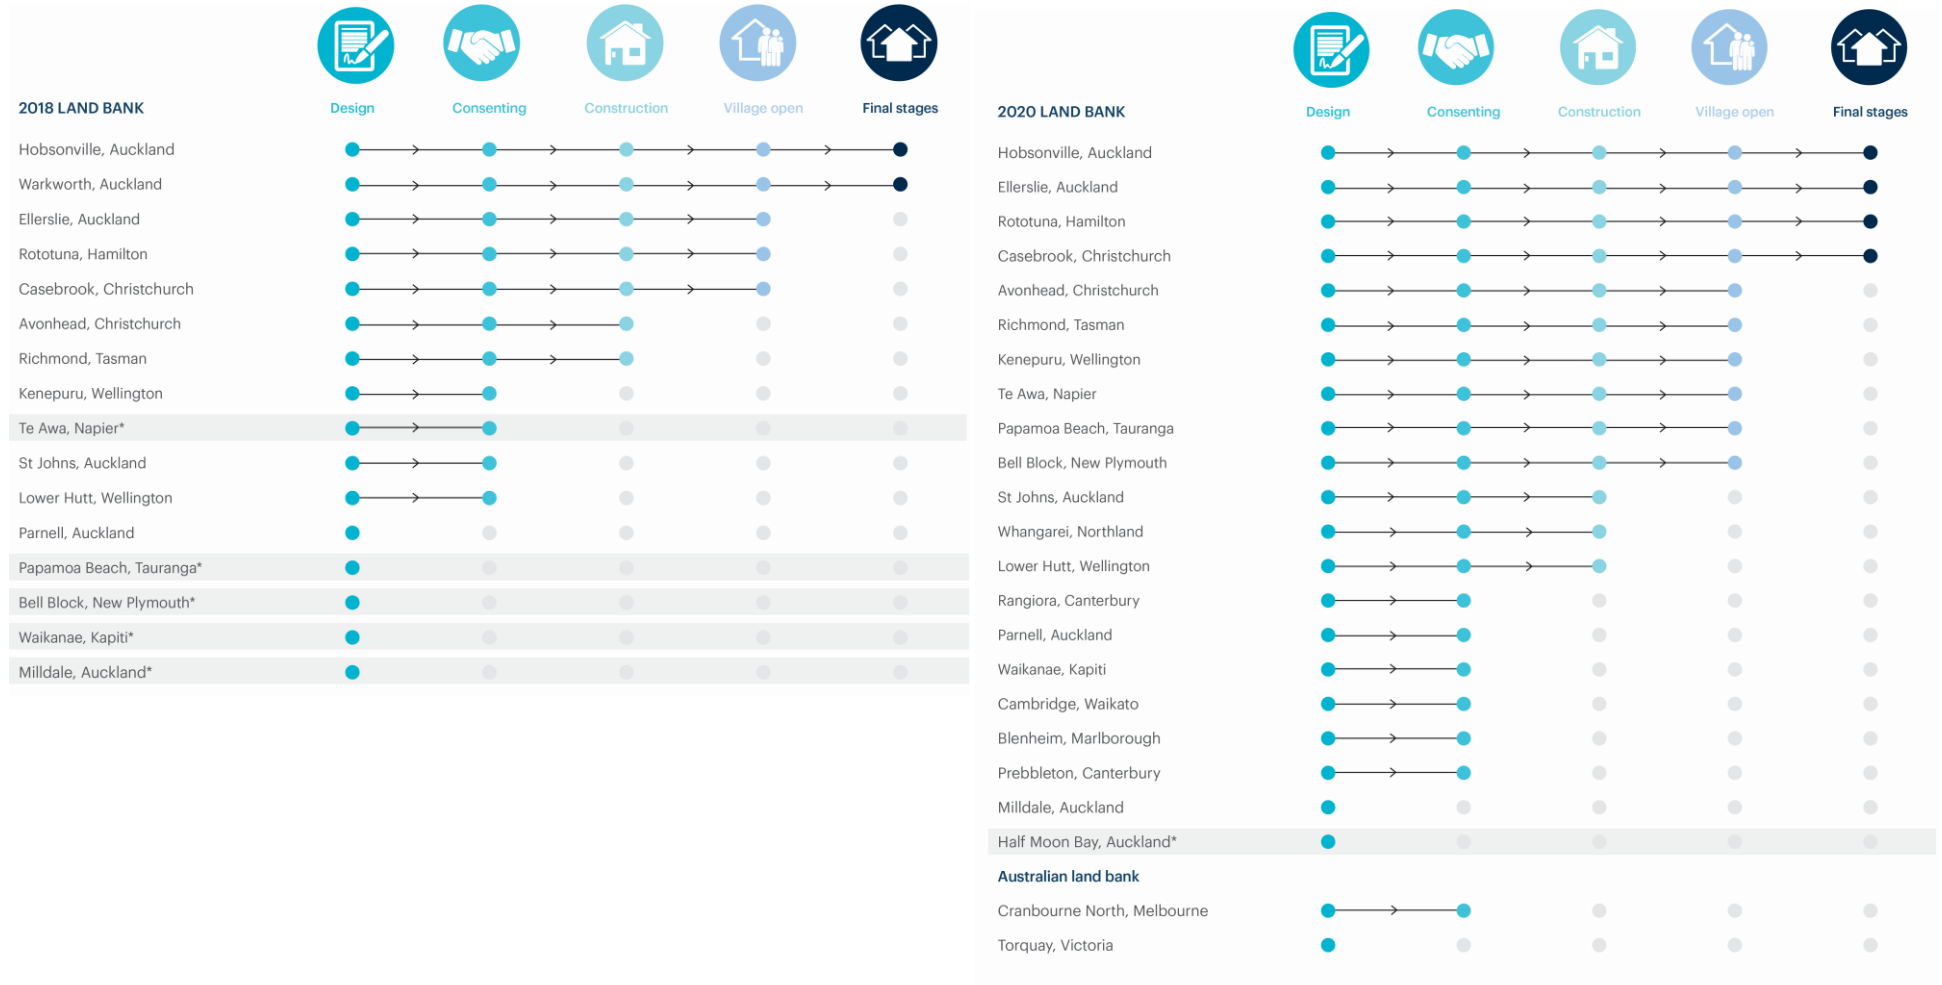 2018 LAND BANK
Design
Consenting
Construction
Village open
Final stages
Hobsonville, Auckland
Warkworth, Auckland
Ellerslie, Auckland
Rototuna, Hamilton
Casebrook, Christchurch
Avonhead, Christchurch
Richmond, Tasman
Kenepuru, Wellington
Te Awa, Napier*
St Johns, Auckland
Lower Hutt, Wellington
Parnell, Auckland
Papamoa Beach, Tauranga*
Bell Block, New Plymouth*
Waikanae, Kapiti*
Milldale, Auckland*
2020 LAND BANK
Design
Consenting
Construction
Village open
Final stages
Hobsonville, Auckland
Ellerslie, Auckland
Rototuna, Hamilton
Casebrook, Christchurch
Avonhead, Christchurch
Richmond, Tasman
Kenepuru, Wellington
Te Awa, Napier
Papamoa Beach, Tauranga
Bell Block, New Plymouth
St Johns, Auckland
Whangarei, Northland
Lower Hutt, Wellington
Rangiora, Canterbury
Parnell, Auckland
Waikanae, Kapiti
Cambridge, Waikato
Blenheim, Marlborough
Prebbleton, Canterbury
Milldale, Auckland
Half Moon Bay, Auckland*
Australian land bank
Cranbourne North, Melbourne
Torquay, Victoria